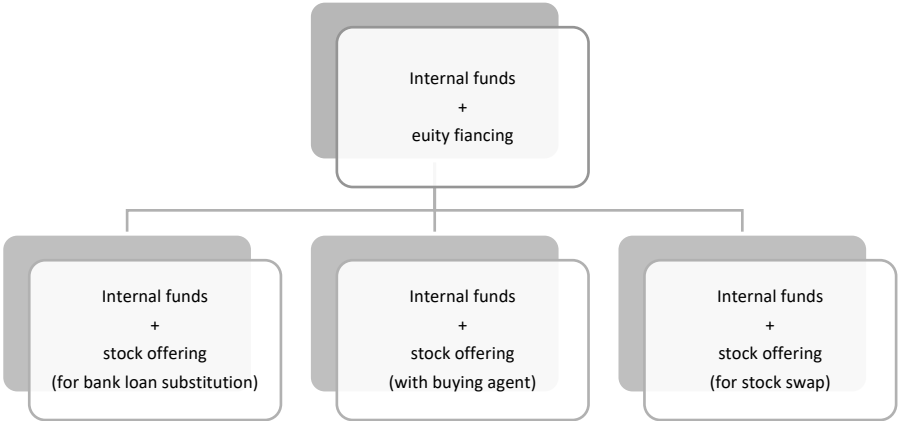 Internal funds
+
euity fiancing
Internal funds
+
stock offering
(for bank loan substitution)
Internal funds
+
stock offering
(with buying agent)
Internal funds
+
stock offering
(for stock swap)